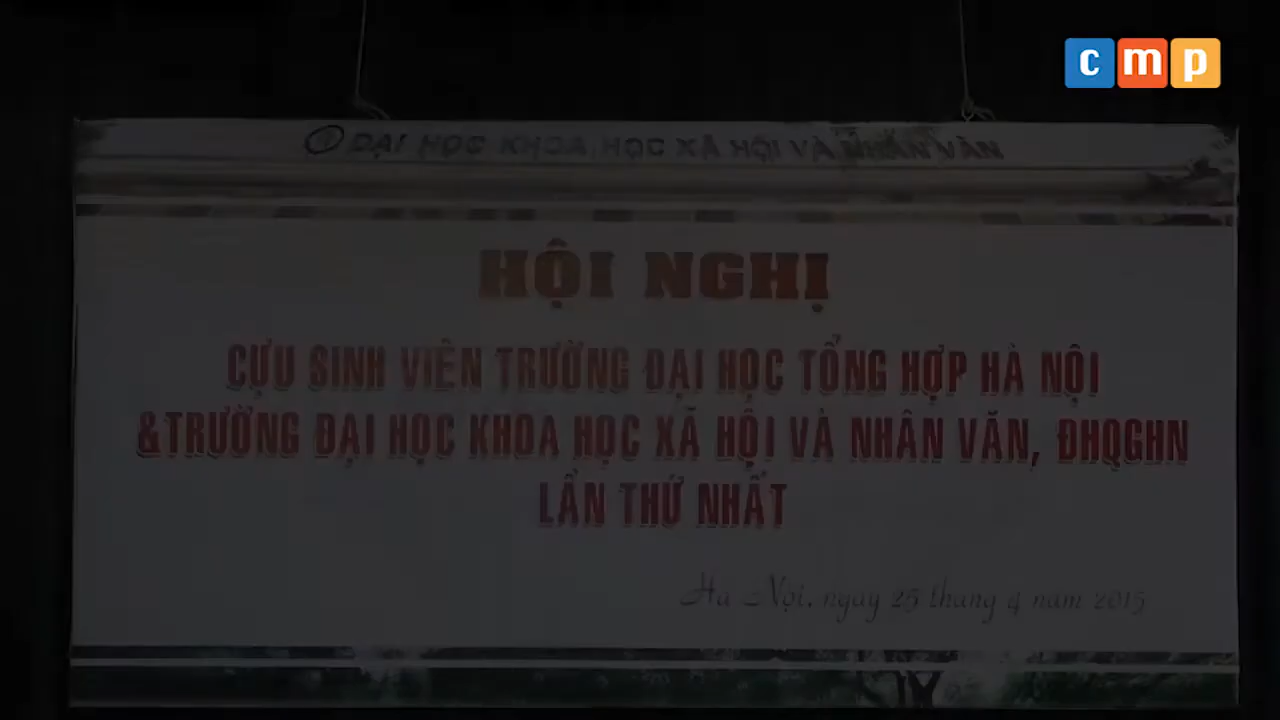 cmp
ĐẠI HỌC KHOA HỌC XÃ HỘI VÀ NHÂN VĂN
HỘI NGHỊ
CỰU SINH VIÊN TRƯỜNG ĐẠI HỌC TỔNG HỢP HÀ NỘI
&TRƯỜNG ĐẠI HỌC KHOA HỌC XÃ HỘI VÀ NHÂN VĂN, ĐHQGHN
LẦN THỨ NHẤT
Hà Nội, ngày 25 tháng 4 năm 2015